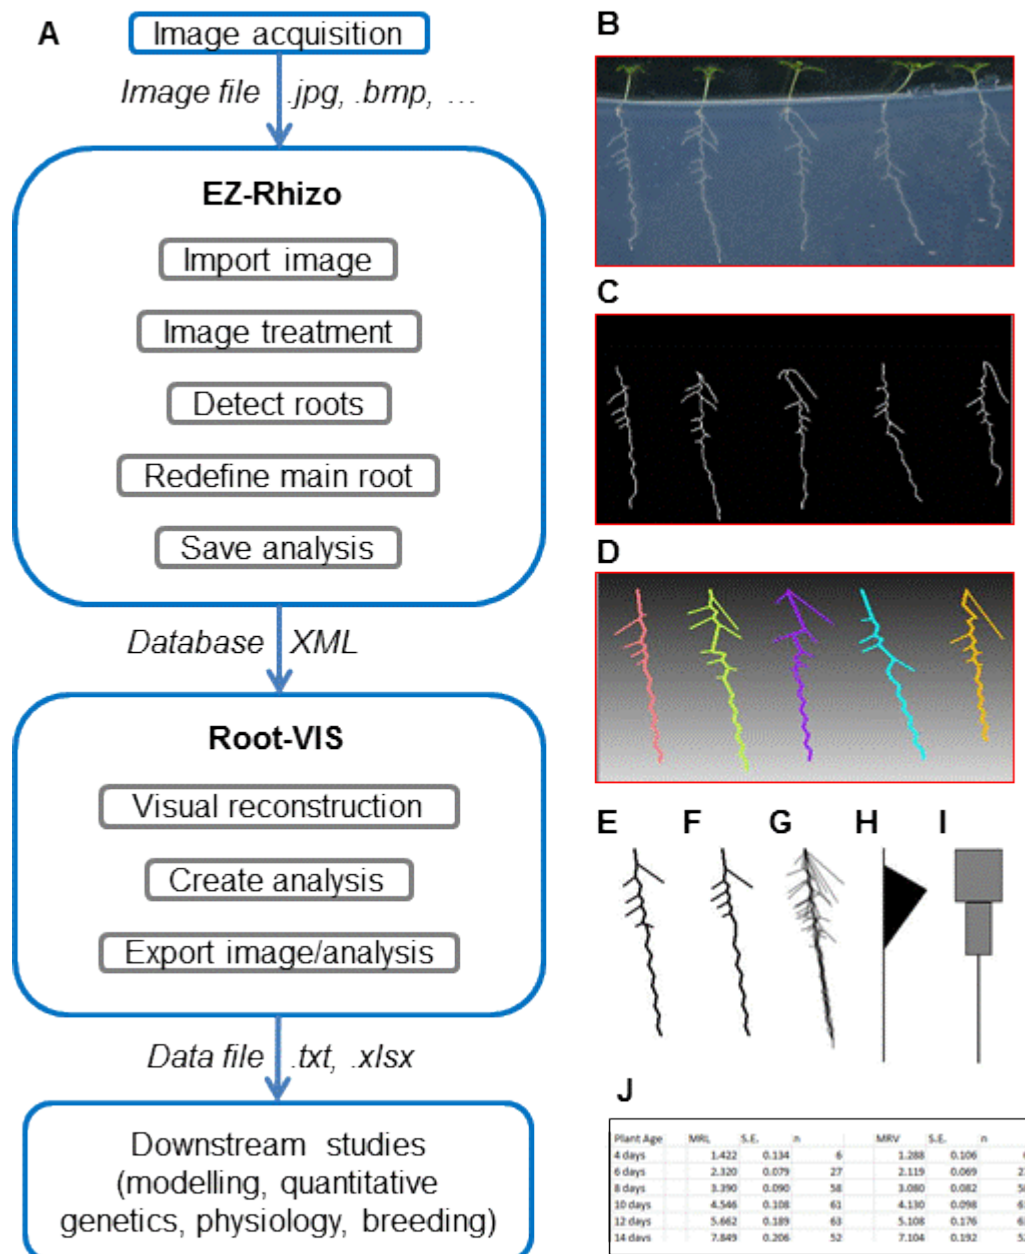 A
Image acquisition
Image file .jpg, .bmp, ...
EZ-Rhizo
Import image
Image treatment
Detect roots
Redefine main root
Save analysis
Database XML
Root-VIS
Visual reconstruction
Create analysis
Export image/analysis
Data file .txt, .xlsx
Downstream studies
(modelling, quantitative
genetics, physiology, breeding)
B
C
D
E F G H I
J
Plant Age MRL S.E. n MRV S.E. n
4 days 1.422 0.134 6 1.288 0.106
6 days 2.320 0.079 27 2.119 0.069
8 days 3.390 0.090 58 3.080 0.082
10 days 4.546 0.108 61 4.130 0.098
12 days 5.662 0.189 63 5.108 0.176
14 days 7.849 0.206 52 7.104 0.192